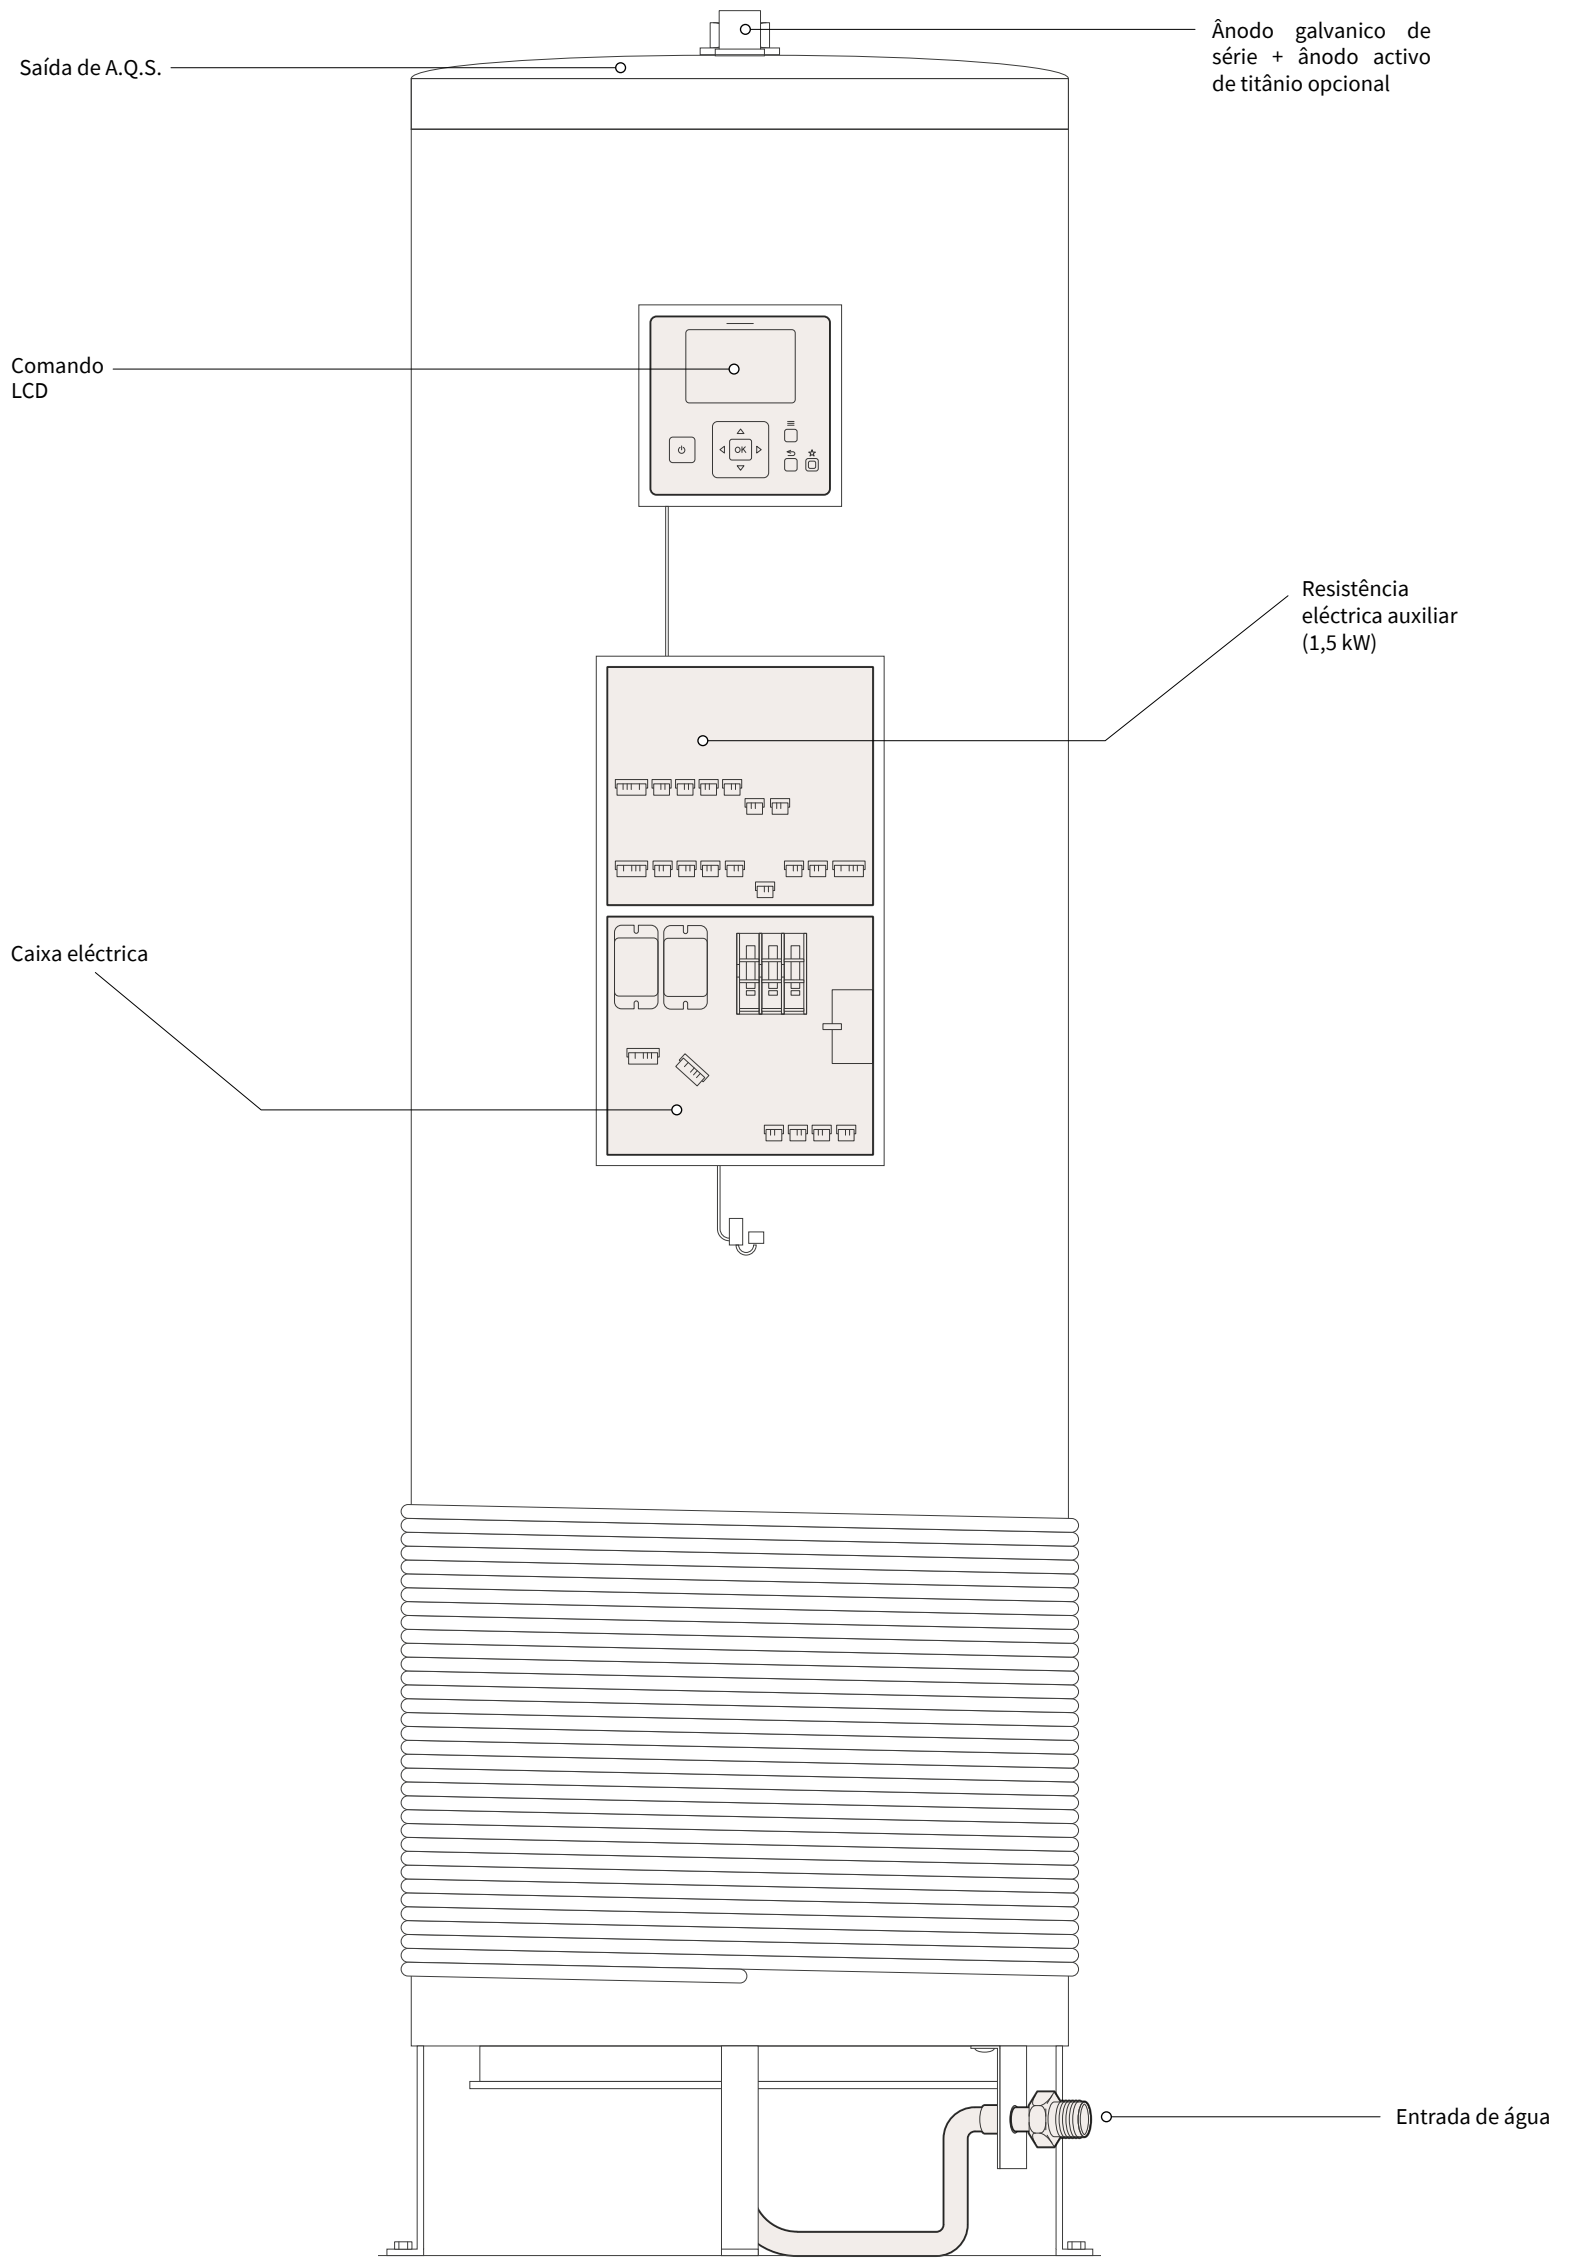 Ânodo galvanico de
série + ânodo activo
de titânio opcional
Saída de A.Q.S.
Comando
LCD
OK
Resistência
eléctrica auxiliar
(1,5 kW)
Caixa eléctrica
Entrada de água